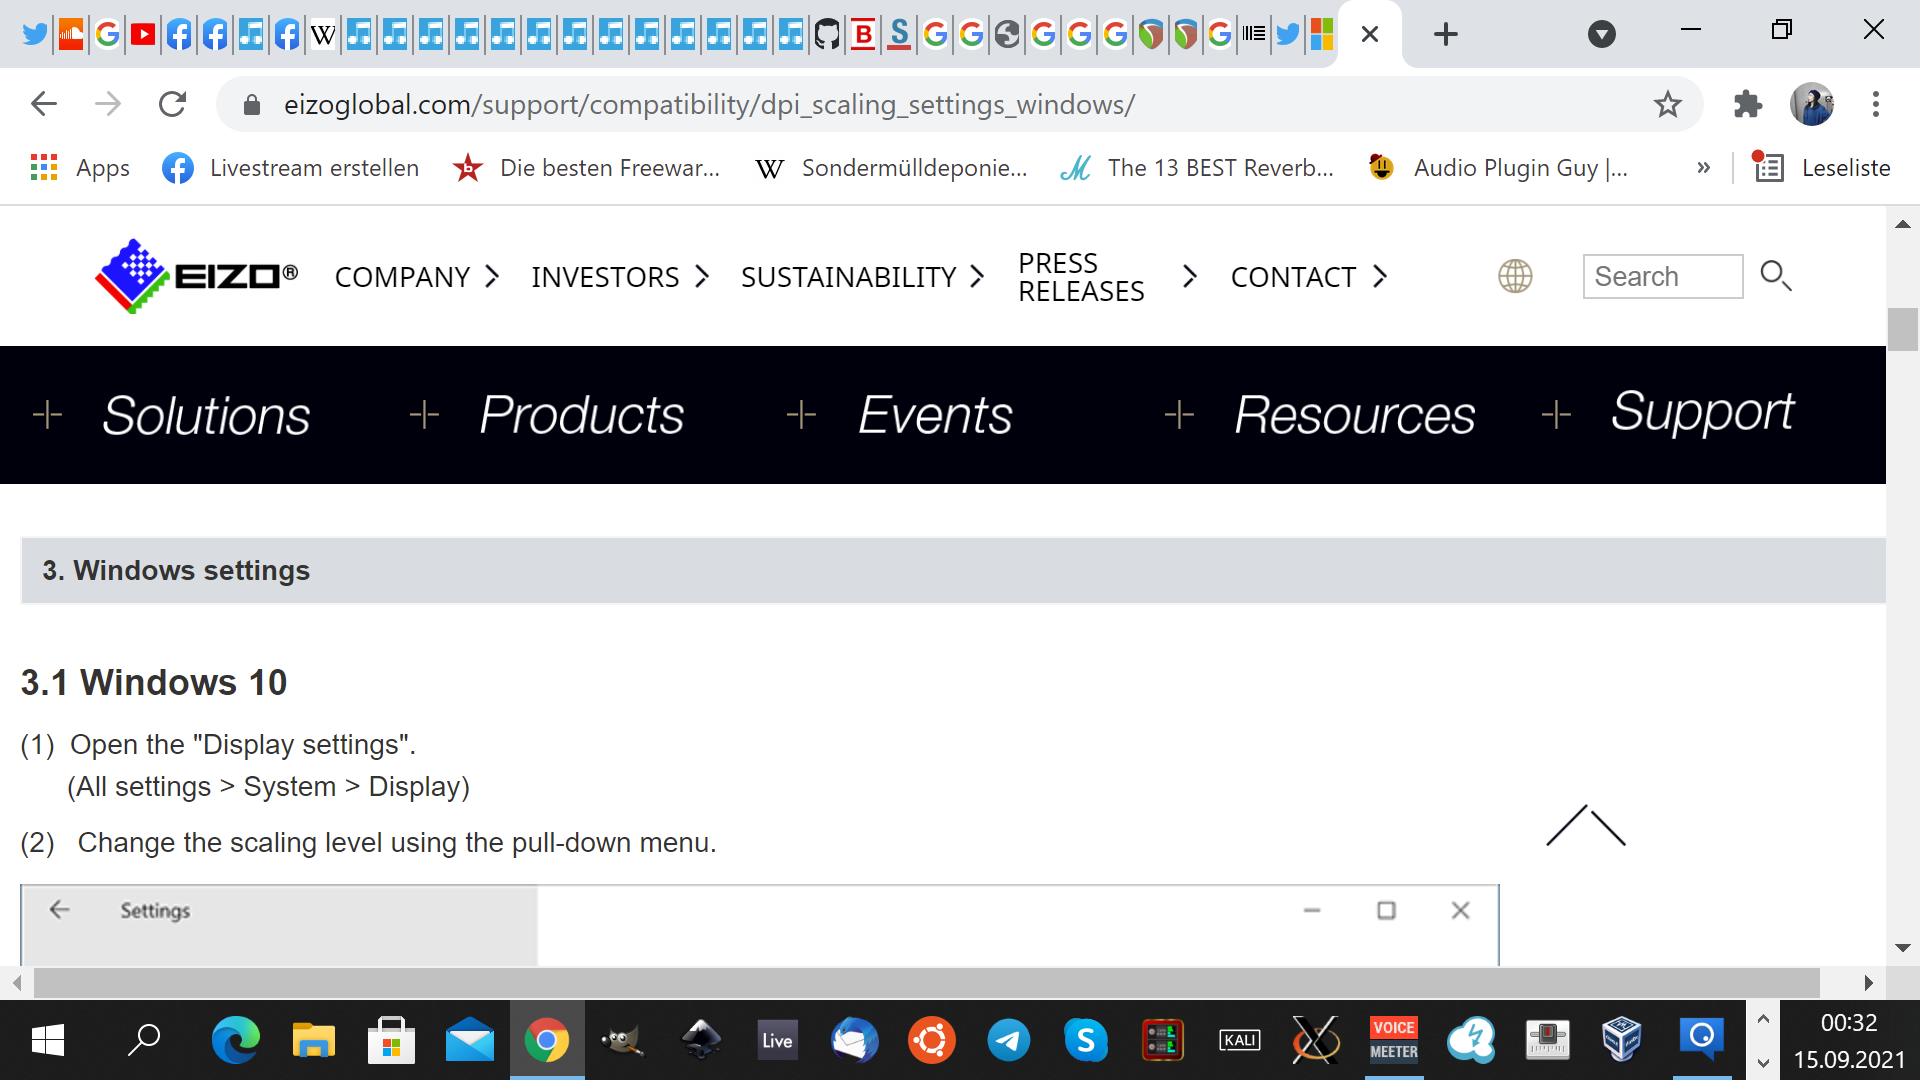 eizoglobal.com/support/compatibility/dpi_scaling_settings_windows/
Apps
Livestream erstellen
Die besten Freewar...
Sondermülldeponie...
The 13 BEST Reverb...
Audio Plugin Guy |...
»
Leseliste
EIZO®
COMPANY
INVESTORS
SUSTAINABILITY
PRESS
RELEASES
CONTACT
Search
Solutions
Products
Events
Resources
Support
3. Windows settings
3.1 Windows 10
(1) Open the "Display settings".
(All settings > System > Display)
(2) Change the scaling level using the pull-down menu.
Settings
Live
KALI
VOICE
MEETER
00:32
15.09.2021